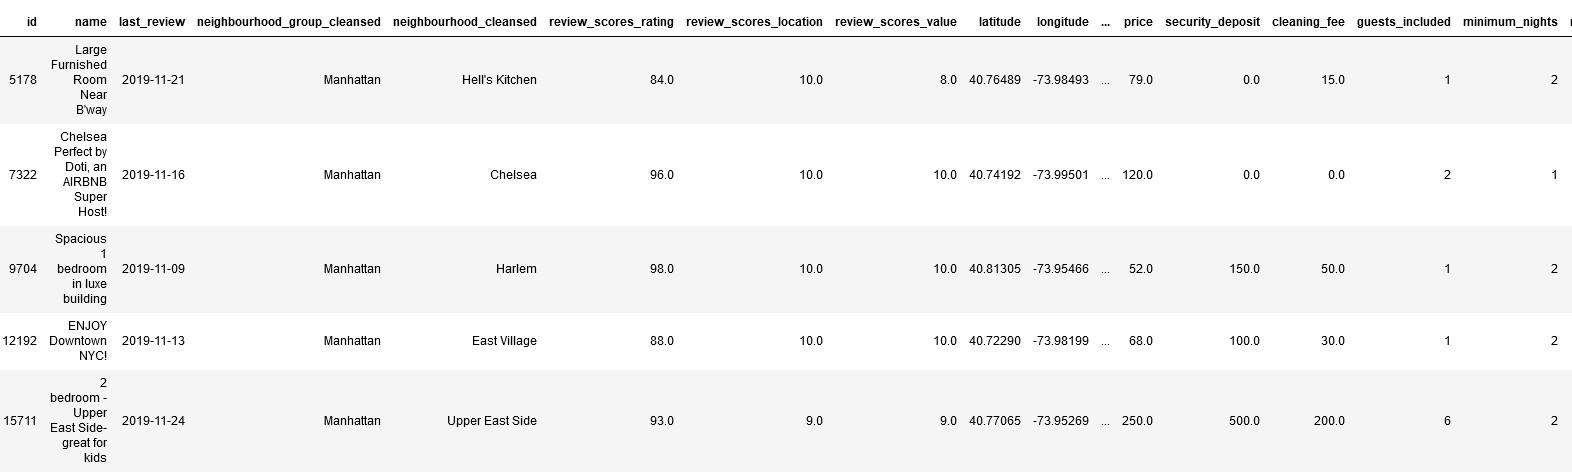 id name last_review neighbourhood_group_cleansed neighbourhood_cleansed review_scores_rating review_scores_location review_scores_value latitude longitude ... price security_deposit cleaning_fee guests_included minimum_nights
Large
Furnished
5178 Room 2019-11-21 Manhattan Hell's Kitchen 84.0 10.0 8.0 40.76489 -73.98493 ... 79.0 0.0 15.0 1 2
Near
B'way
Chelsea
Perfect by
Doti, an
7322 AIRBNB 2019-11-16 Manhattan Chelsea 96.0 10.0 10.0 40.74192 -73.99501 ... 120.0 0.0 0.0 2 1
Super
Host!
Spacious
1
9704 bedroom 2019-11-09 Manhattan Harlem 98.0 10.0 10.0 40.81305 -73.95466 ... 52.0 150.0 50.0 1 2
in luxe
building
ENJOY
12192 Downtown 2019-11-13 Manhattan East Village 88.0 10.0 10.0 40.72290 -73.98199 ... 68.0 100.0 30.0 1 2
NYC!
2
bedroom -
Upper
15711 East Side- 2019-11-24 Manhattan Upper East Side 93.0 9.0 9.0 40.77065 -73.95269 ... 250.0 500.0 200.0 6 2
great for
kids